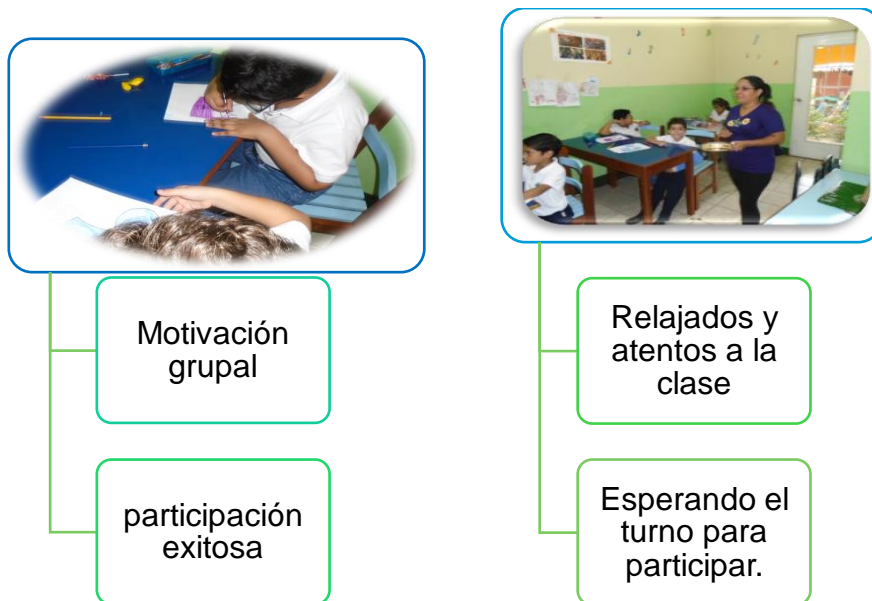 Motivación
grupal
participación
exitosa
Relajados y
atentos a la
clase
Esperando el
turno para
participar.